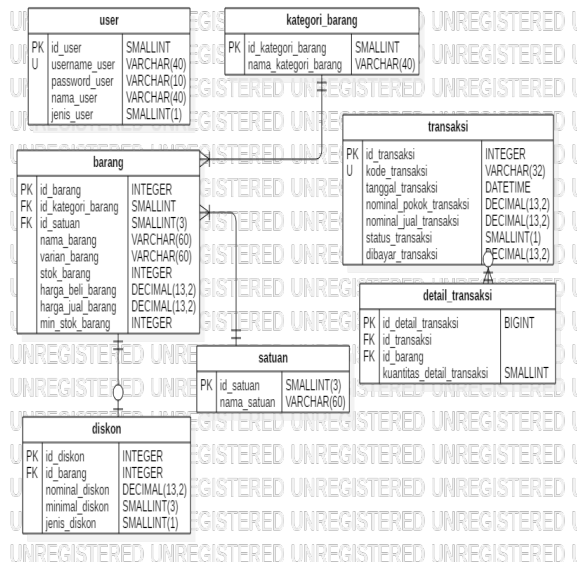 user
PK id_user SMALLINT
U username_user VARCHAR(40)
password_user VARCHAR(10)
nama_user VARCHAR(40)
jenis_user SMALLINT(1)
kategori_barang
PK id_kategori_barang SMALLINT
nama_kategori_barang VARCHAR(40)
transaksi
PK id_transaksi INTEGER
U kode_transaksi VARCHAR(32)
tanggal_transaksi DATETIME
nominal_pokok_transaksi DECIMAL(13,2)
nominal_jual_transaksi DECIMAL(13,2)
status_transaksi SMALLINT(1)
dibayar_transaksi DECIMAL(13,2)
barang
PK id_barang INTEGER
FK id_kategori_barang SMALLINT
FK id_satuan SMALLINT(3)
nama_barang VARCHAR(60)
varian_barang VARCHAR(60)
stok_barang INTEGER
harga_beli_barang DECIMAL(13,2)
harga_jual_barang DECIMAL(13,2)
min_stok_barang INTEGER
detail_transaksi
PK id_detail_transaksi BIGINT
FK id_transaksi
FK id_barang
kuantitas_detail_transaksi SMALLINT
satuan
PK id_satuan SMALLINT(3)
nama_satuan VARCHAR(60)
diskon
PK id_diskon INTEGER
FK id_barang INTEGER
nominal_diskon DECIMAL(13,2)
minimal_diskon SMALLINT(3)
jenis_diskon SMALLINT(1)
UNREGISTERED UNREGISTERED UNREGISTERED